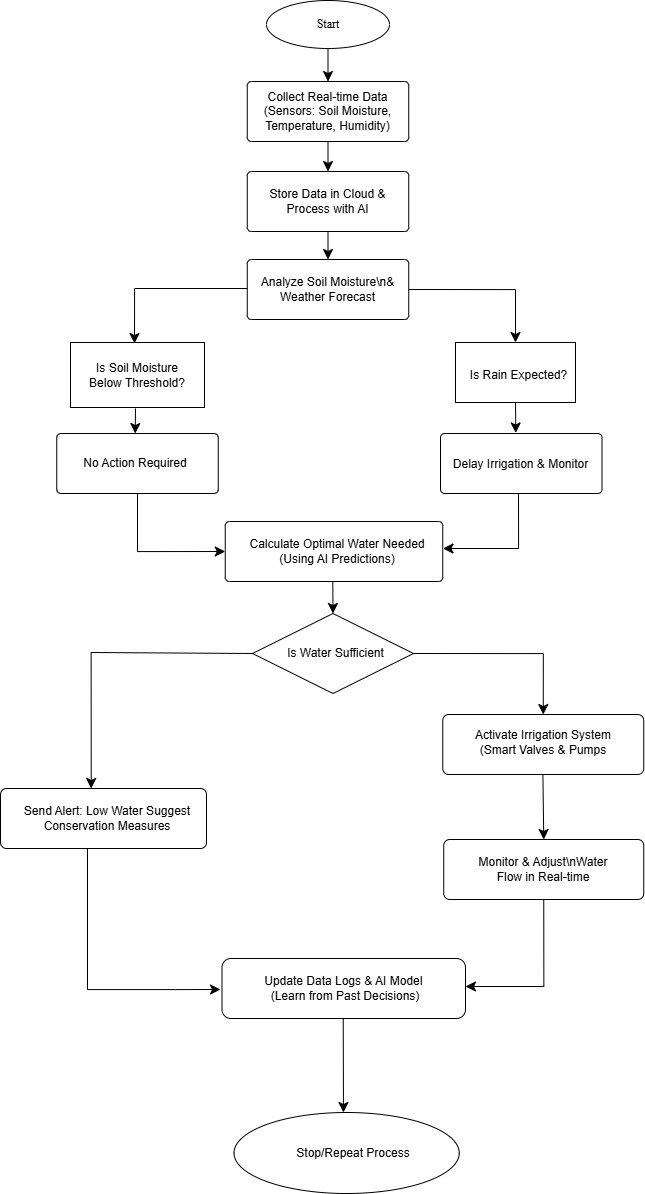 Start
Collect Real-time Data
(Sensors: Soil Moisture,
Temperature, Humidity)
Store Data in Cloud &
Process with AI
Analyze Soil Moisture\n&
Weather Forecast
Is Soil Moisture
Below Threshold?
Is Rain Expected?
No Action Required
Delay Irrigation & Monitor
Calculate Optimal Water Needed
(Using AI Predictions)
Is Water Sufficient
Activate Irrigation System
(Smart Valves & Pumps
Send Alert: Low Water Suggest
Conservation Measures
Monitor & Adjust\nWater
Flow in Real-time
Update Data Logs & AI Model
(Learn from Past Decisions)
Stop/Repeat Process